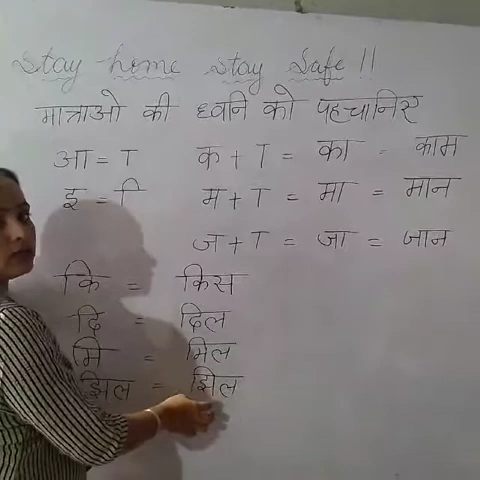 Stay home stay Safe !!
मात्राओ की ध्वनि को पहचानिए
आ = ा क + ा = का - काम
इ = ि म + ा = मा = मान
ज + ा = जा = जान
कि = किस
दि = दिल
मि = मिल
झिल = झिल